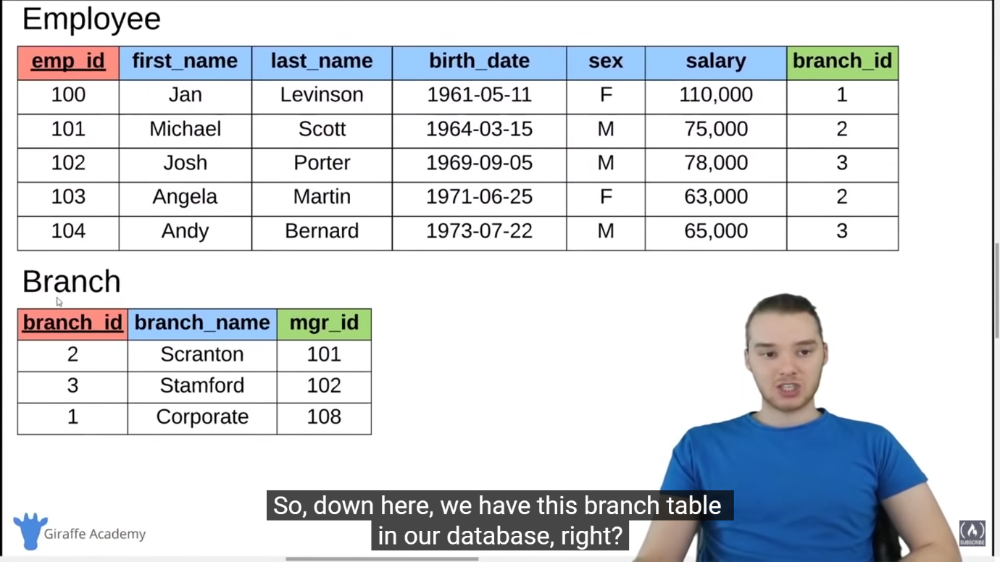 Employee
emp_id first_name last_name birth_date sex salary branch_id
100 Jan Levinson 1961-05-11 F 110,000 1
101 Michael Scott 1964-03-15 M 75,000 2
102 Josh Porter 1969-09-05 M 78,000 3
103 Angela Martin 1971-06-25 F 63,000 2
104 Andy Bernard 1973-07-22 M 65,000 3
Branch
branch_id branch_name mgr_id
2 Scranton 101
3 Stamford 102
1 Corporate 108
So, down here, we have this branch table
in our database, right?
Giraffe Academy
SUBSCRIBE